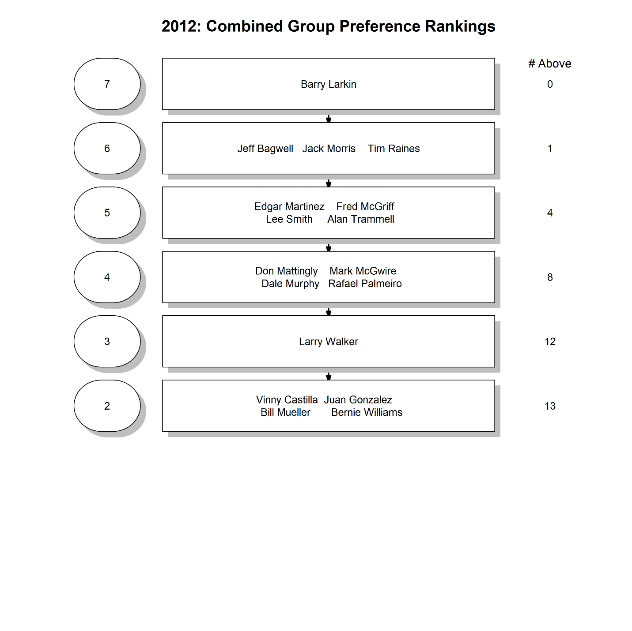 2012: Combined Group Preference Rankings
# Above
7 Barry Larkin 0
6 Jeff Bagwell Jack Morris Tim Raines 1
Edgar Martinez Fred McGriff
5 4
Lee Smith Alan Trammell
Don Mattingly Mark McGwire
4 8
Dale Murphy Rafael Palmeiro
3 Larry Walker 12
Vinny Castilla Juan Gonzalez
2 13
Bill Mueller Bernie Williams